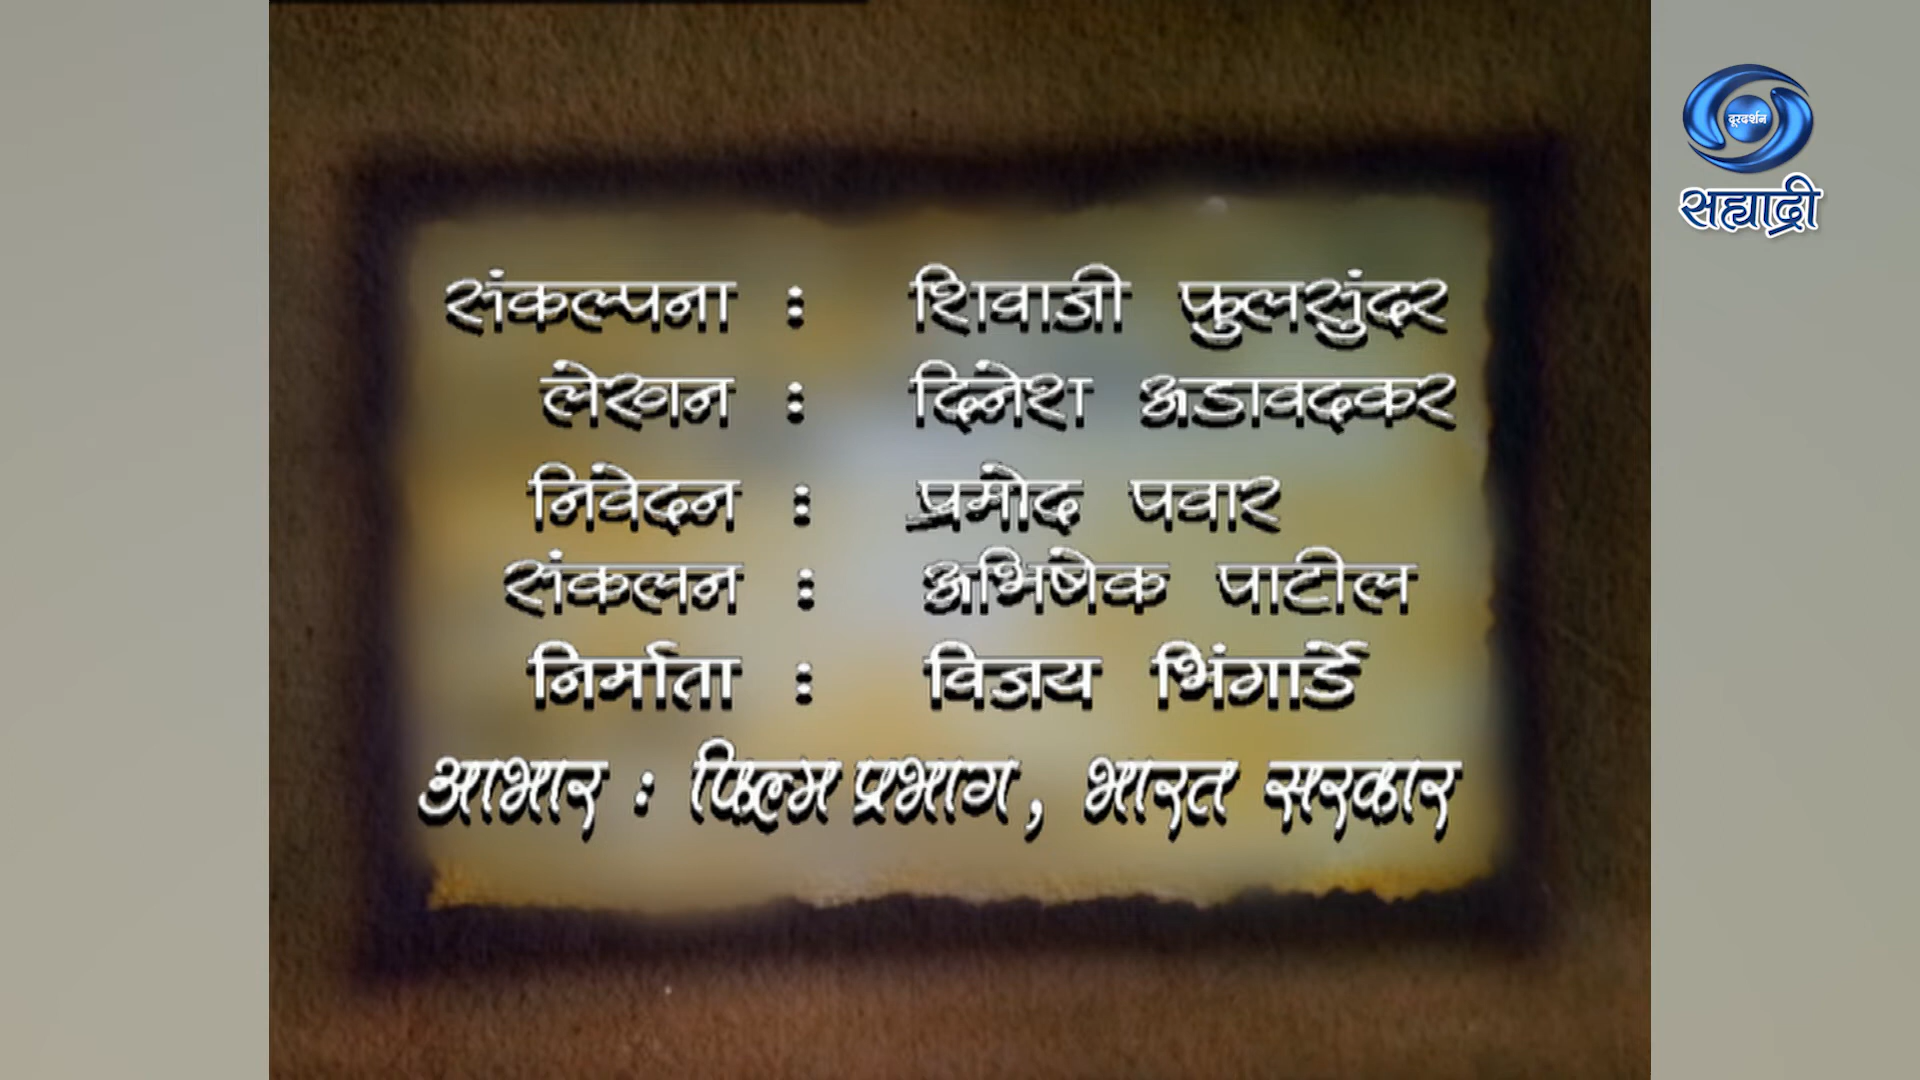 संकल्पना : शिवाजी फुलसुंदर
लेखन : दिनेश अडावदकर
निवेदन : प्रमोद पवार
संकलन : अभिषेक पाटील
निर्माता : विजय भिंगार्डे
आभार : फिल्म प्रभाग, भारत सरकार
दूरदर्शन
सह्याद्री